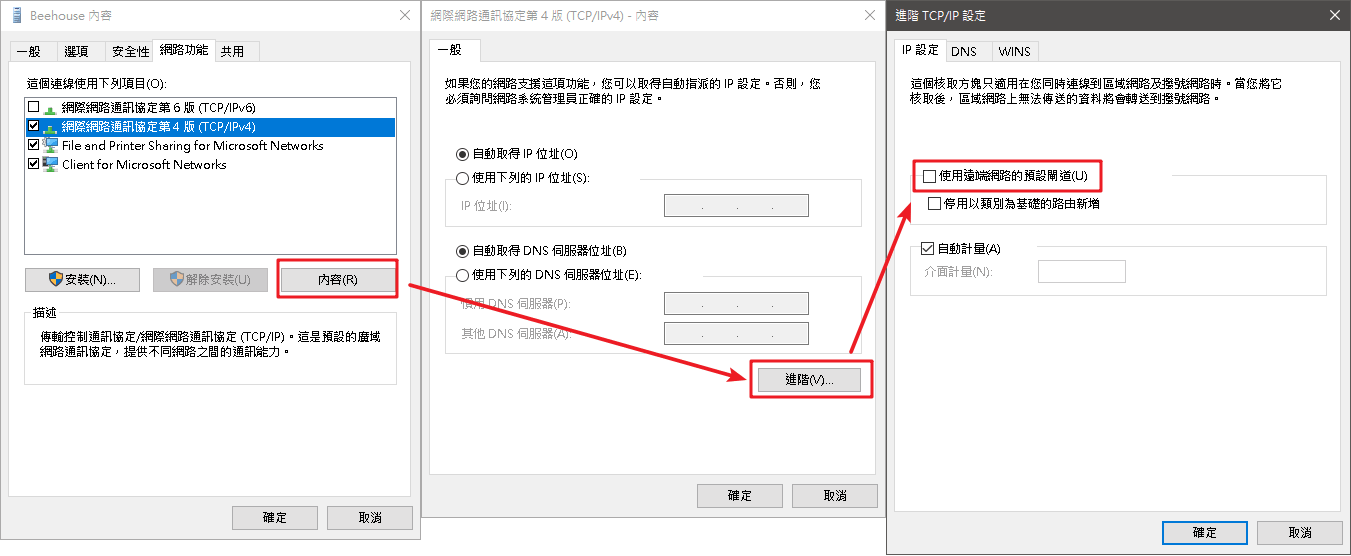 Beehouse 內容
一般
選項
安全性
網路功能
共用
這個連線使用下列項目(O):
網際網路通訊協定第 6 版 (TCP/IPv6)
網際網路通訊協定第 4 版 (TCP/IPv4)
File and Printer Sharing for Microsoft Networks
Client for Microsoft Networks
安裝(N)...
解除安裝(U)
內容(R)
描述
傳輸控制通訊協定/網際網路通訊協定 (TCP/IP)。這是預設的廣域
網路通訊協定，提供不同網路之間的通訊能力。
確定
取消
網際網路通訊協定第 4 版 (TCP/IPv4) - 內容
一般
如果您的網路支援這項功能，您可以取得自動指派的 IP 設定。否則，您
必須詢問網路系統管理員正確的 IP 設定。
自動取得 IP 位址(O)
使用下列的 IP 位址(S):
IP 位址(I):
自動取得 DNS 伺服器位址(B)
使用下列的 DNS 伺服器位址(E):
慣用 DNS 伺服器(P):
其他 DNS 伺服器(A):
進階(V)...
確定
取消
進階 TCP/IP 設定
IP 設定
DNS
WINS
這個核取方塊只適用在您同時連線到區域網路及撥號網路時。當您將它
核取後，區域網路上無法傳送的資料將會轉送到撥號網路。
使用遠端網路的預設閘道(U)
停用以類別為基礎的路由新增
自動計量(A)
介面計量(N):
確定
取消